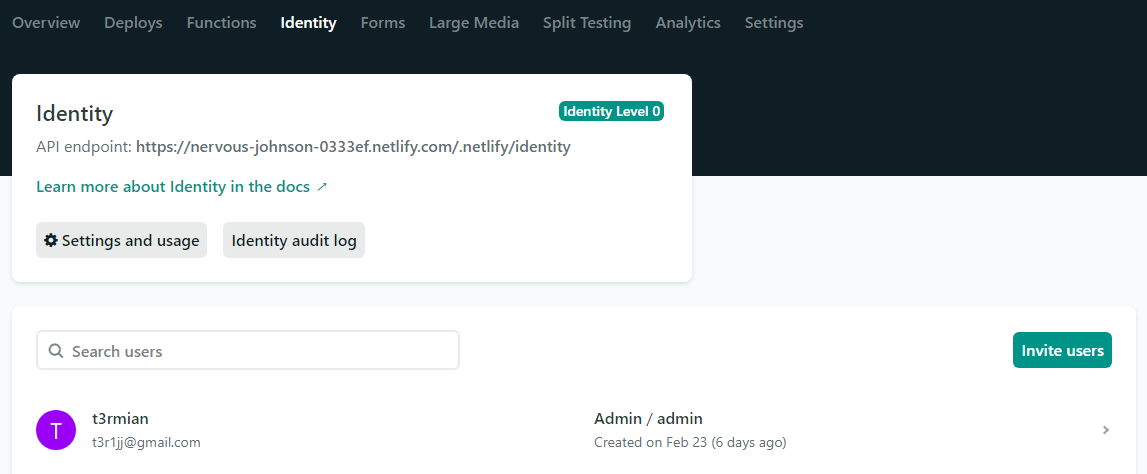 Overview Deploys Functions Identity Forms Large Media Split Testing Analytics Settings
Identity
Identity Level 0
API endpoint: https://nervous-johnson-0333ef.netlify.com/.netlify/identity
Learn more about Identity in the docs ↗
Settings and usage Identity audit log
Search users
Invite users
T
t3rmian
Admin / admin
t3r1jj@gmail.com
Created on Feb 23 (6 days ago)